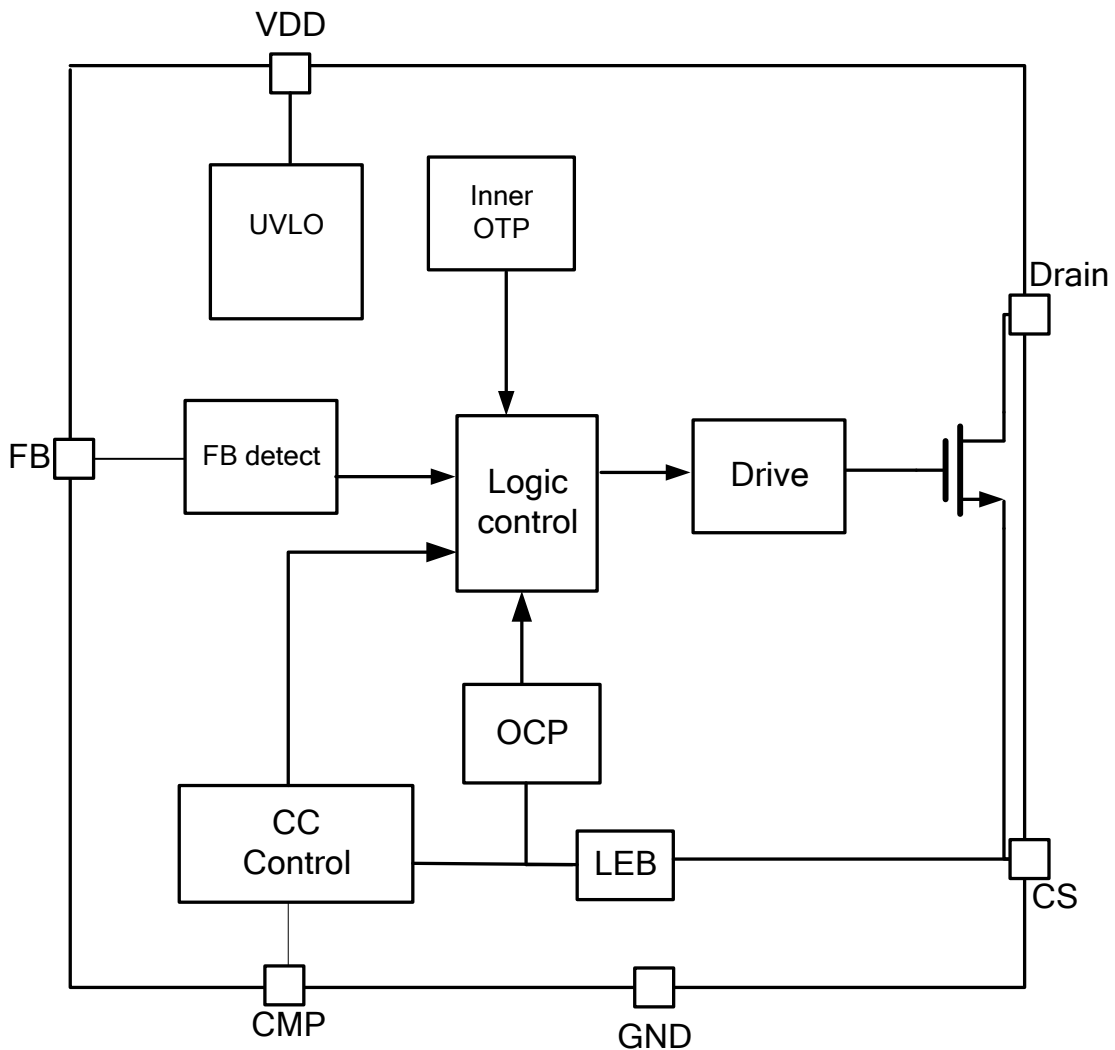 VDD
UVLO
Inner
OTP
Drain
FB
FB detect
Logic
control
Drive
OCP
CC
Control
LEB
CS
CMP
GND